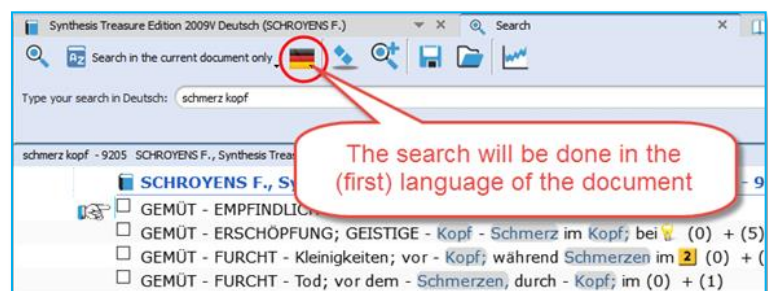 Synthesis Treasure Edition 2009V Deutsch (SCHROYENS F.) Search
Search in the current document only
Type your search in Deutsch: schmerz kopf
The search will be done in the
(first) language of the document
schmerz kopf - 9205 SCHROYENS F., Synthesis Treas
SCHROYENS F., Sy - 9
GEMÜT - EMPFINDLICH
GEMÜT - ERSCHÖPFUNG; GEISTIGE - Kopf - Schmerz im Kopf; bei (0) + (5)
GEMÜT - FURCHT - Kleinigkeiten; vor - Kopf; während Schmerzen im 2 (0) + (
GEMÜT - FURCHT - Tod; vor dem - Schmerzen, durch - Kopf; im (0) + (1)